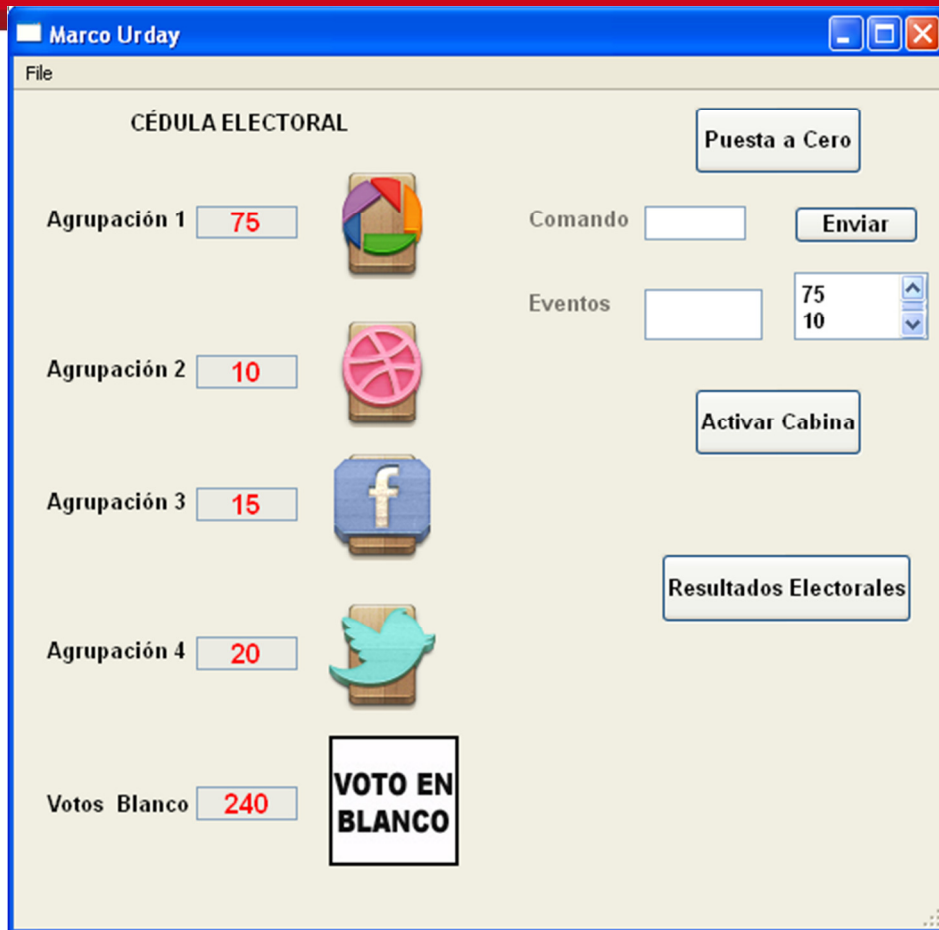 Marco Urday
File
CÉDULA ELECTORAL
Puesta a Cero
Agrupación 1 75
Comando
Enviar
Eventos
75
10
Agrupación 2 10
Activar Cabina
Agrupación 3 15
f
Resultados Electorales
Agrupación 4 20
Votos Blanco 240
VOTO EN
BLANCO